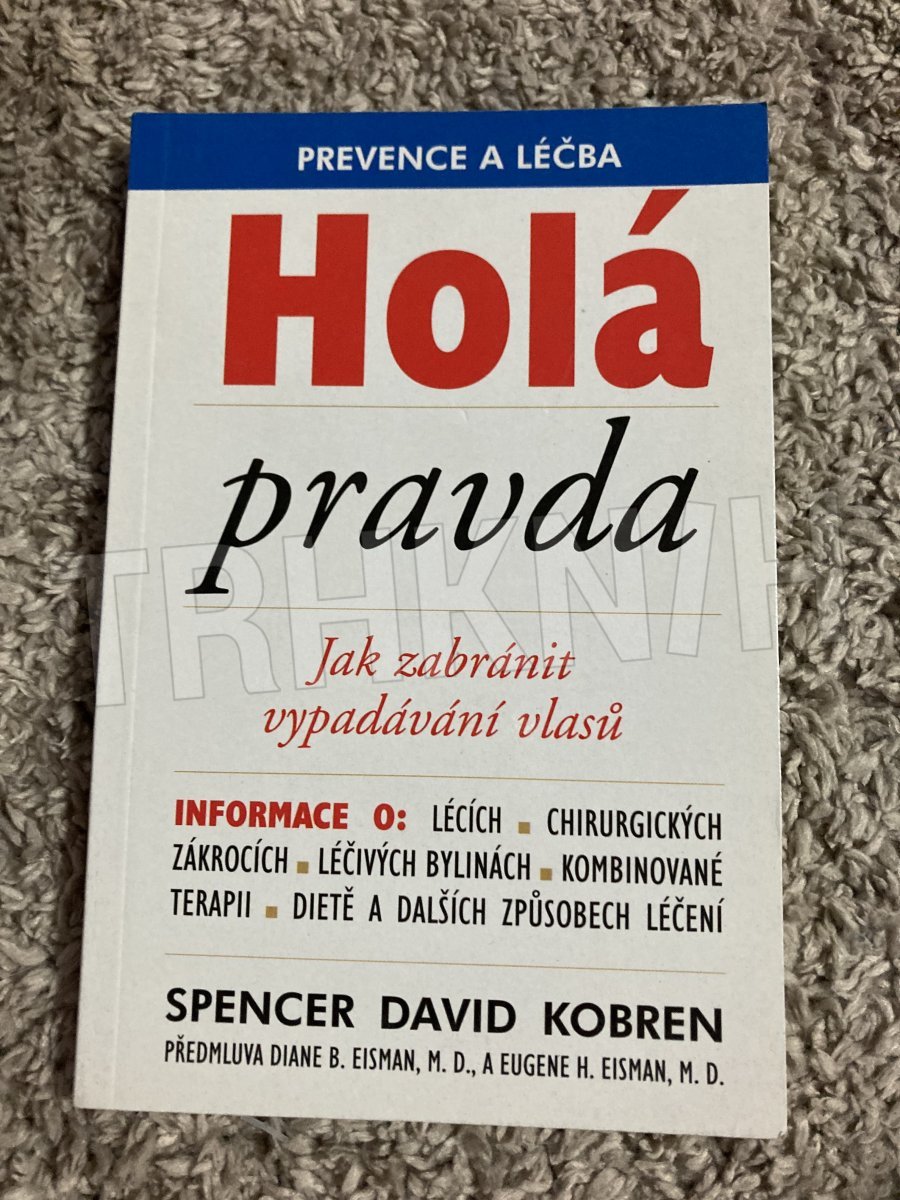 PREVENCE A LÉČBA
Holá
pravda
TRHKNIH
Jak zabránit
vypadávání vlasů
INFORMACE O: LÉCÍCH ▪ CHIRURGICKÝCH
ZÁKROCÍCH ▪ LÉČIVÝCH BYLINÁCH ▪ KOMBINOVANÉ
TERAPII ▪ DIETĚ A DALŠÍCH ZPŮSOBECH LÉČENÍ
SPENCER DAVID KOBREN
PŘEDMLUVA DIANE B. EISMAN, M. D., A EUGENE H. EISMAN, M. D.